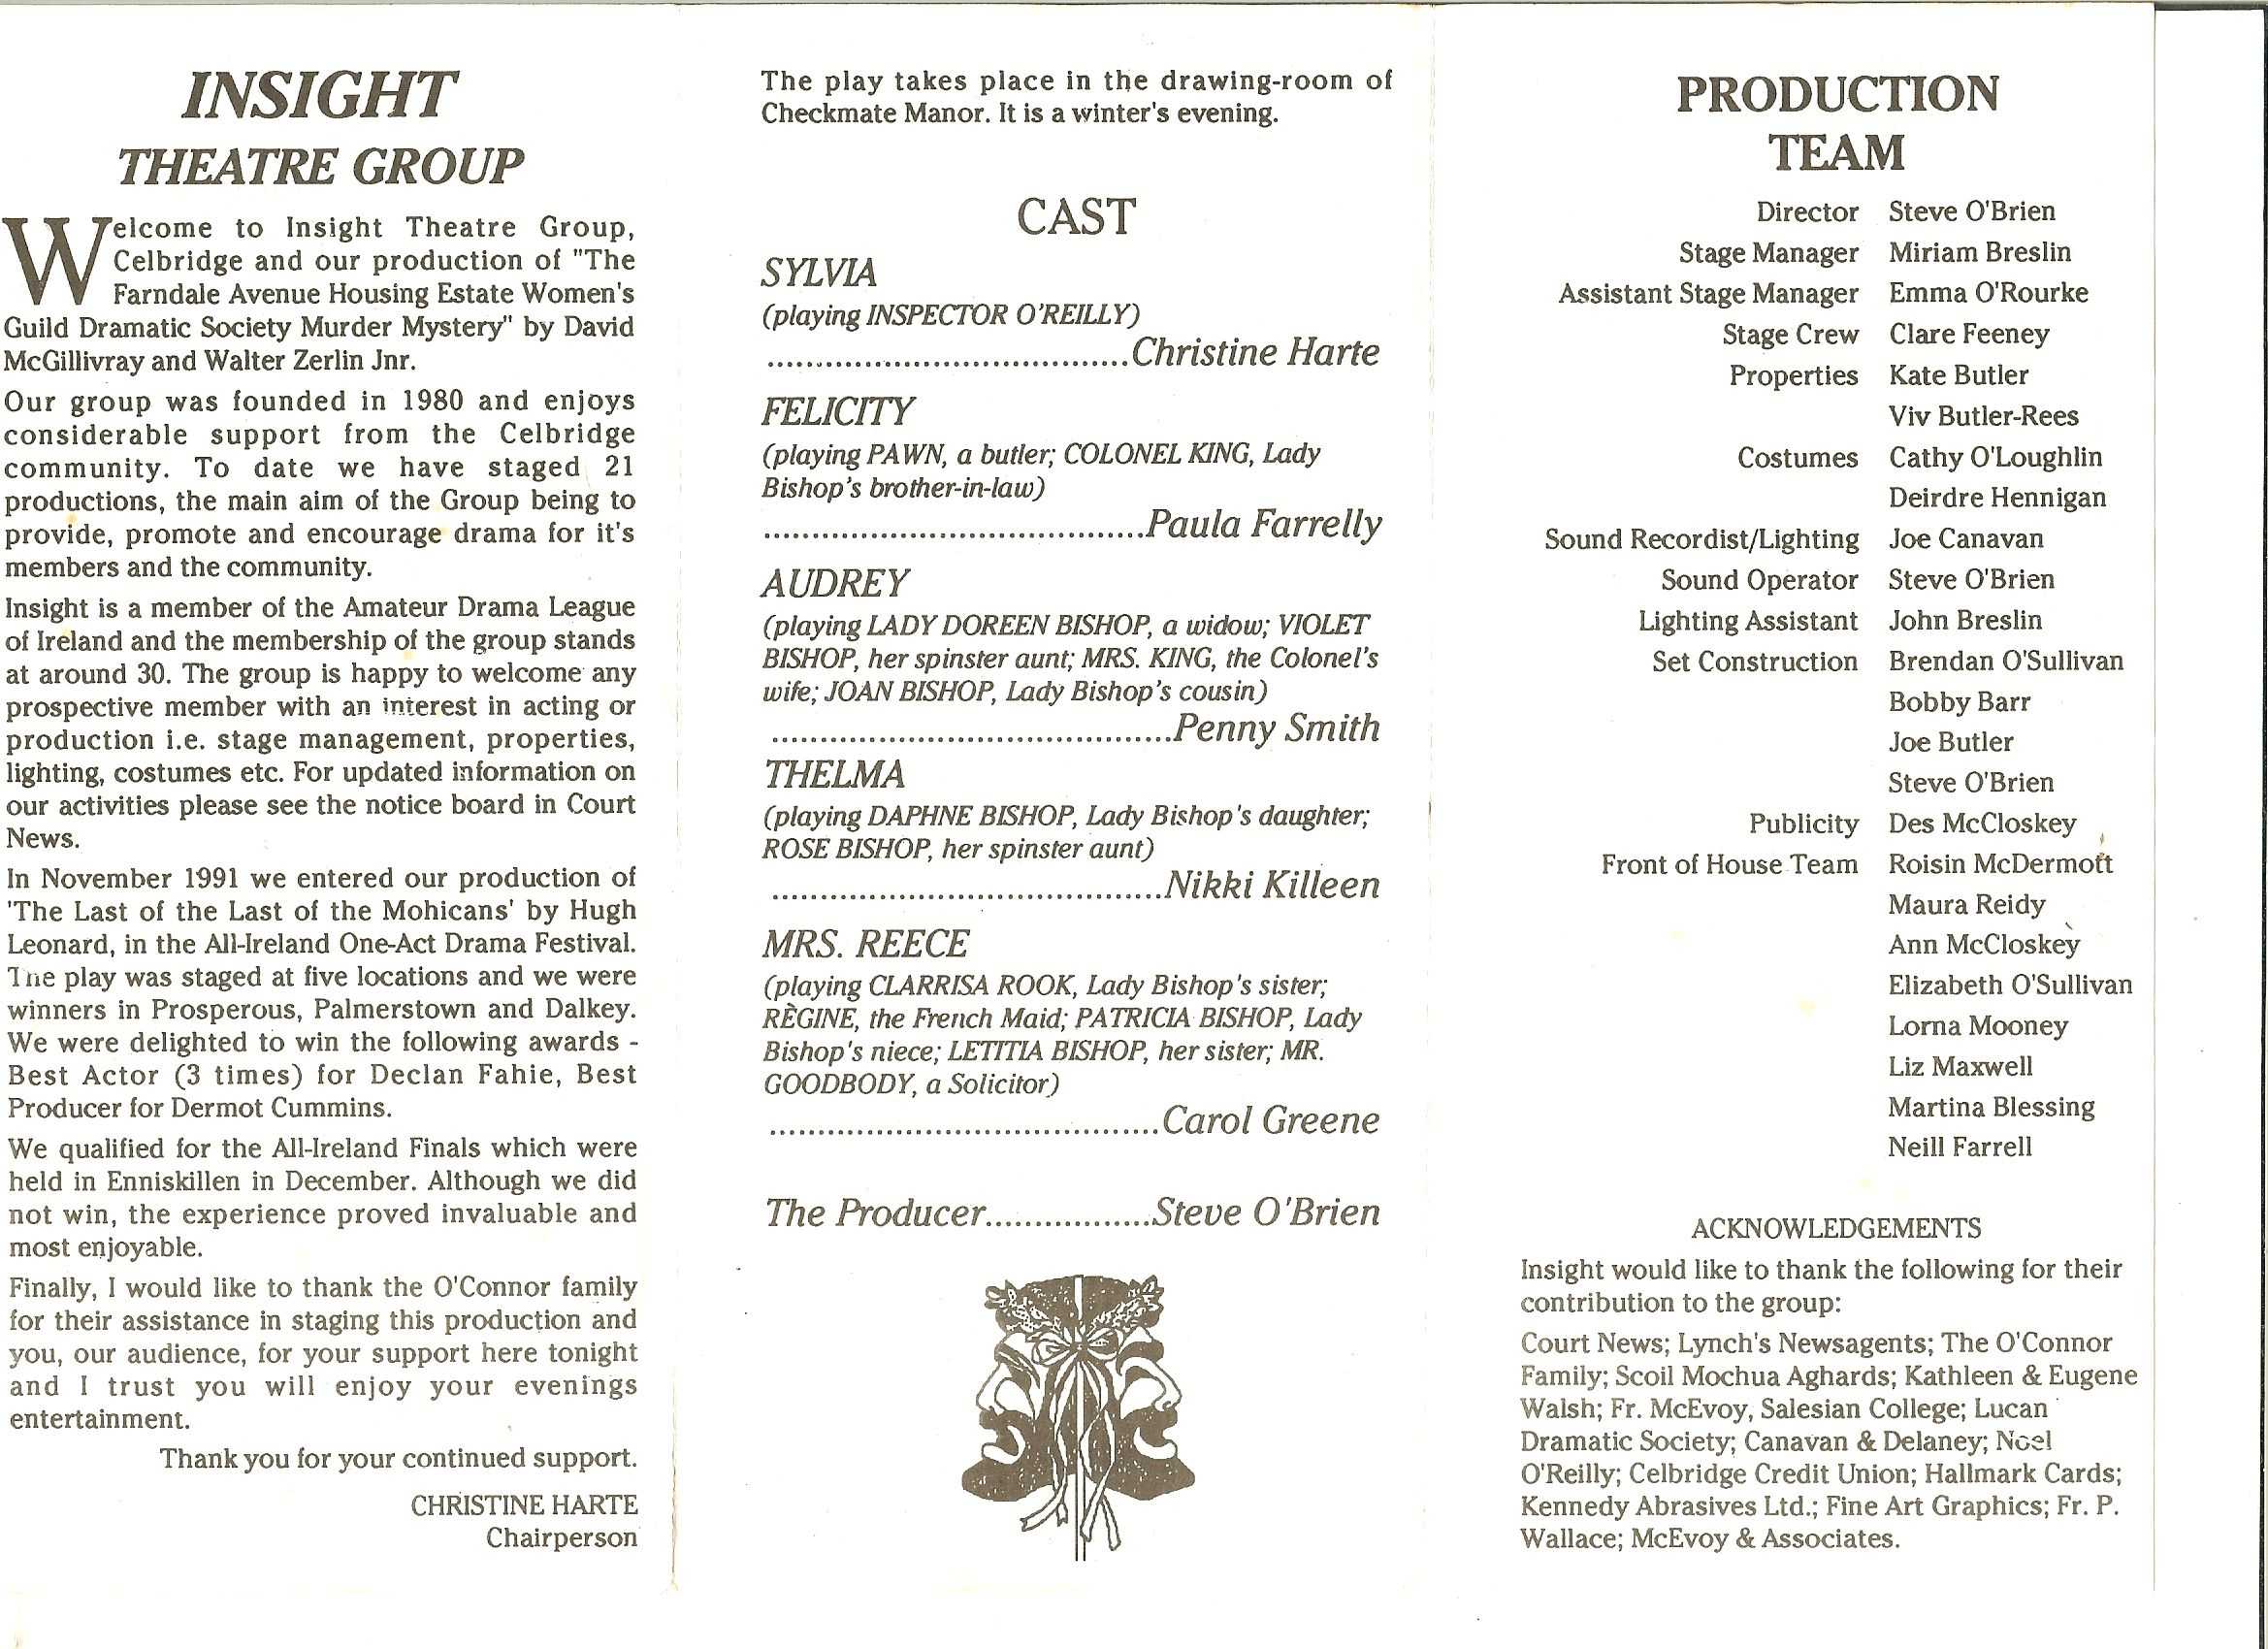 INSIGHT
THEATRE GROUP
Welcome to Insight Theatre Group,
Celbridge and our production of "The
Farndale Avenue Housing Estate Women's
Guild Dramatic Society Murder Mystery" by David
McGillivray and Walter Zerlin Jnr.
Our group was founded in 1980 and enjoys
considerable support from the Celbridge
community. To date we have staged 21
productions, the main aim of the Group being to
provide, promote and encourage drama for it's
members and the community.
Insight is a member of the Amateur Drama League
of Ireland and the membership of the group stands
at around 30. The group is happy to welcome any
prospective member with an interest in acting or
production i.e. stage management, properties,
lighting, costumes etc. For updated information on
our activities please see the notice board in Court
News.
In November 1991 we entered our production of
'The Last of the Last of the Mohicans' by Hugh
Leonard, in the All-Ireland One-Act Drama Festival.
The play was staged at five locations and we were
winners in Prosperous, Palmerstown and Dalkey.
We were delighted to win the following awards -
Best Actor (3 times) for Declan Fahie, Best
Producer for Dermot Cummins.
We qualified for the All-Ireland Finals which were
held in Enniskillen in December. Although we did
not win, the experience proved invaluable and
most enjoyable.
Finally, I would like to thank the O'Connor family
for their assistance in staging this production and
you, our audience, for your support here tonight
and I trust you will enjoy your evenings
entertainment.
Thank you for your continued support.
CHRISTINE HARTE
Chairperson
The play takes place in the drawing-room of
Checkmate Manor. It is a winter's evening.
CAST
SYLVIA
(playing INSPECTOR O'REILLY)
.....................................Christine Harte
FELICITY
(playing PAWN, a butler; COLONEL KING, Lady
Bishop's brother-in-law)
.......................................Paula Farrelly
AUDREY
(playing LADY DOREEN BISHOP, a widow; VIOLET
BISHOP, her spinster aunt; MRS. KING, the Colonel's
wife; JOAN BISHOP, Lady Bishop's cousin)
.........................................Penny Smith
THELMA
(playing DAPHNE BISHOP, Lady Bishop's daughter;
ROSE BISHOP, her spinster aunt)
........................................Nikki Killeen
MRS. REECE
(playing CLARRISA ROOK, Lady Bishop's sister;
RÈGINE, the French Maid; PATRICIA BISHOP, Lady
Bishop's niece; LETITIA BISHOP, her sister; MR.
GOODBODY, a Solicitor)
........................................Carol Greene
The Producer.................Steve O'Brien
PRODUCTION
TEAM
Director Steve O'Brien
Stage Manager Miriam Breslin
Assistant Stage Manager Emma O'Rourke
Stage Crew Clare Feeney
Properties Kate Butler
Viv Butler-Rees
Costumes Cathy O'Loughlin
Deirdre Hennigan
Sound Recordist/Lighting Joe Canavan
Sound Operator Steve O'Brien
Lighting Assistant John Breslin
Set Construction Brendan O'Sullivan
Bobby Barr
Joe Butler
Steve O'Brien
Publicity Des McCloskey
Front of House Team Roisin McDermott
Maura Reidy
Ann McCloskey
Elizabeth O'Sullivan
Lorna Mooney
Liz Maxwell
Martina Blessing
Neill Farrell
ACKNOWLEDGEMENTS
Insight would like to thank the following for their
contribution to the group:
Court News; Lynch's Newsagents; The O'Connor
Family; Scoil Mochua Aghards; Kathleen & Eugene
Walsh; Fr. McEvoy, Salesian College; Lucan
Dramatic Society; Canavan & Delaney; Noel
O'Reilly; Celbridge Credit Union; Hallmark Cards;
Kennedy Abrasives Ltd.; Fine Art Graphics; Fr. P.
Wallace; McEvoy & Associates.